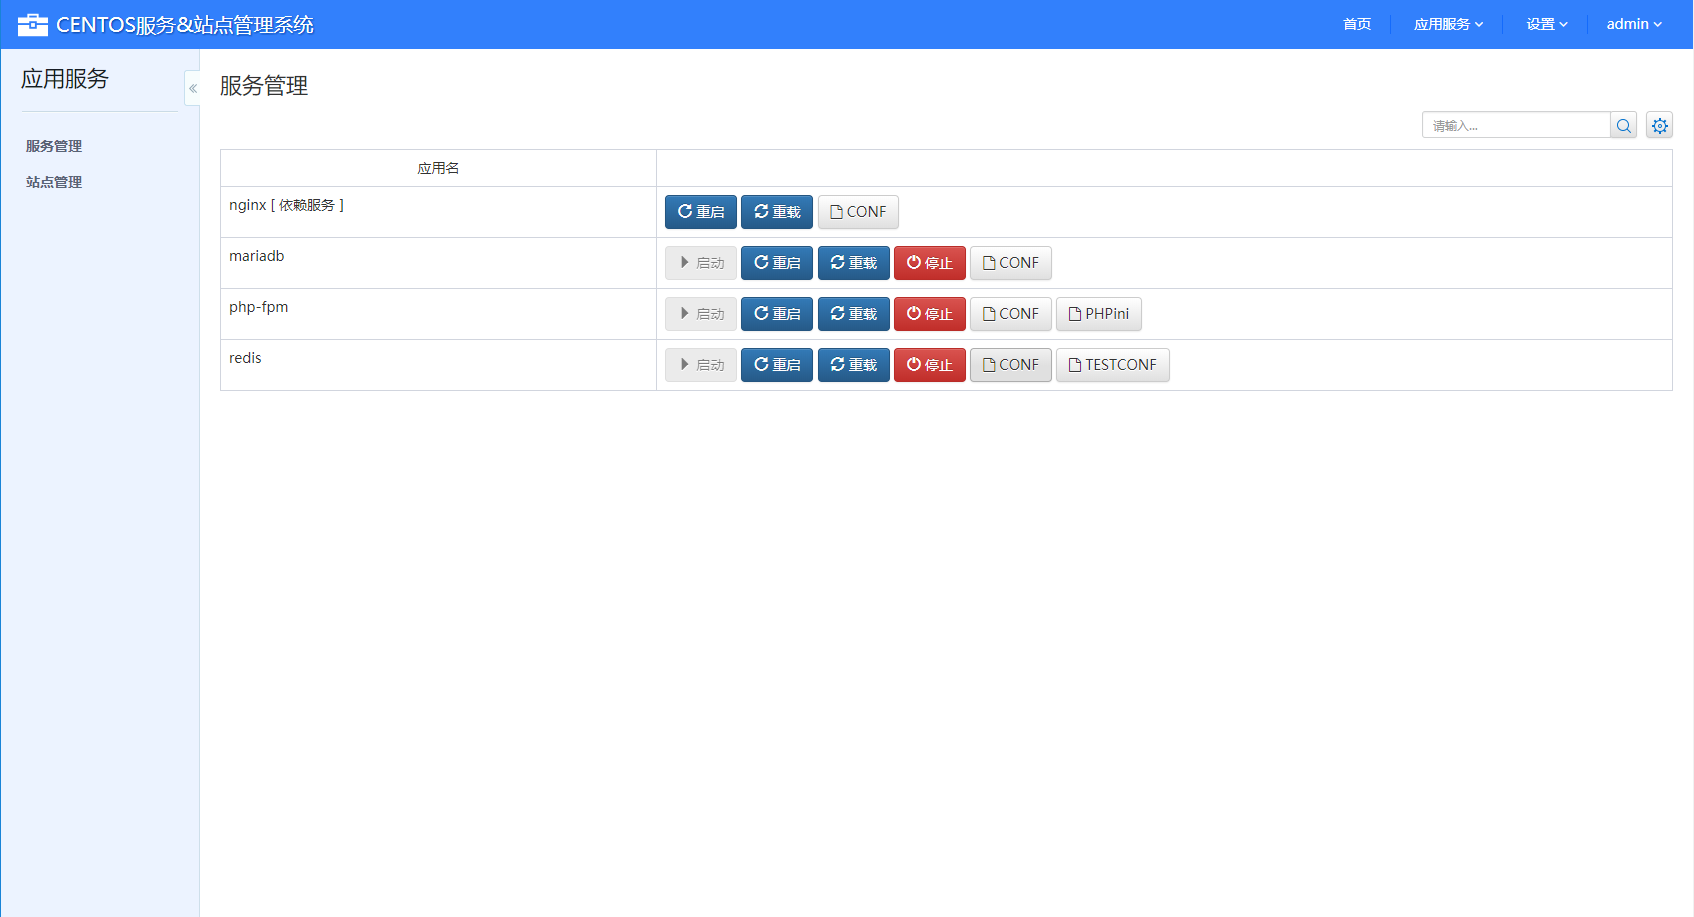 CENTOS服务&站点管理系统 首页 应用服务 设置 admin
应用服务
服务管理
站点管理
服务管理
请输入...
应用名
nginx [ 依赖服务 ] 重启 重载 CONF
mariadb 启动 重启 重载 停止 CONF
php-fpm 启动 重启 重载 停止 CONF PHPini
redis 启动 重启 重载 停止 CONF TESTCONF